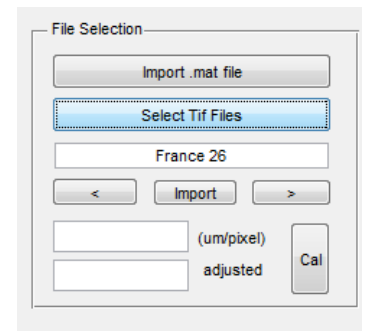 File Selection
Import .mat file
Select Tif Files
France 26
< Import >
(um/pixel)
adjusted
Cal